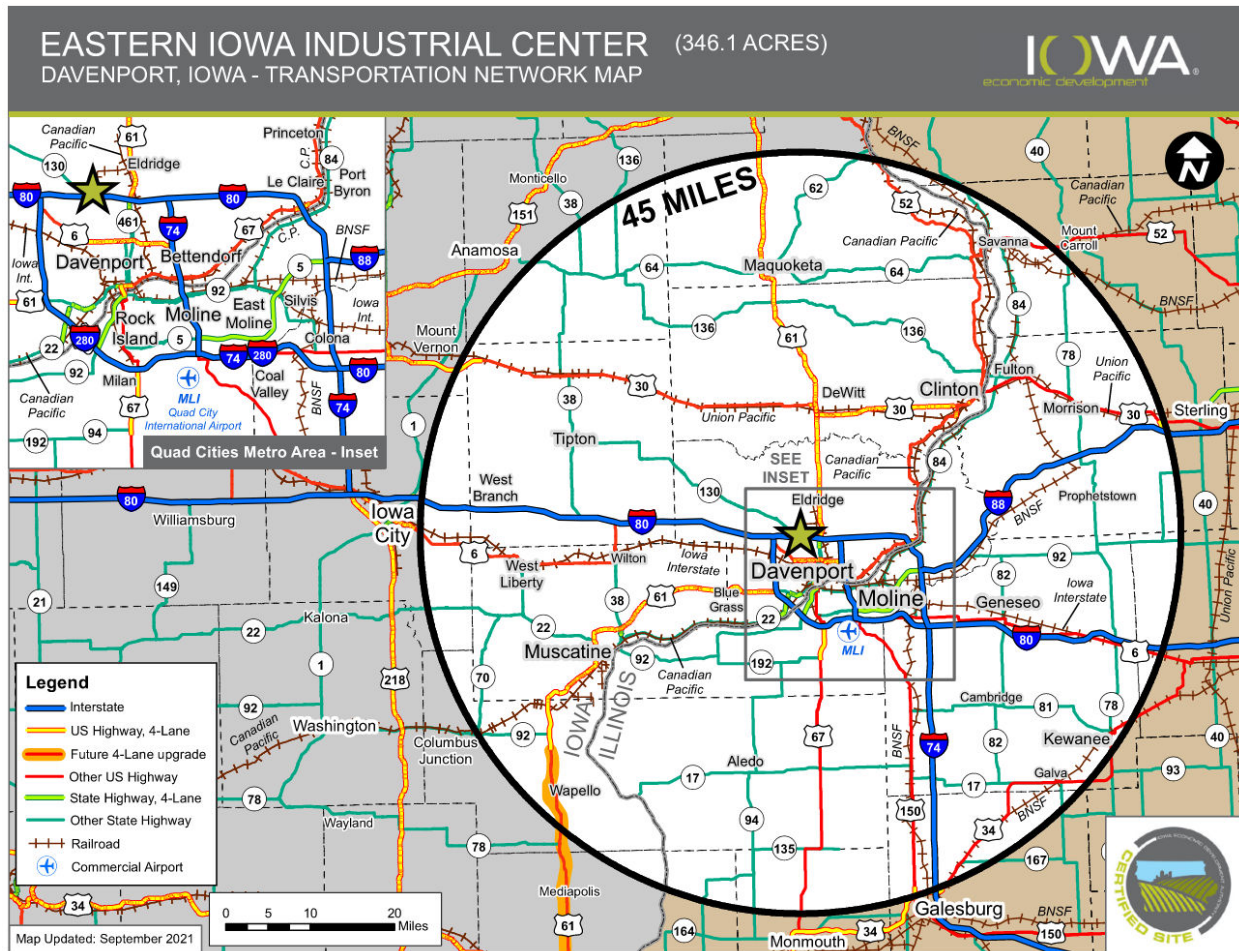 EASTERN IOWA INDUSTRIAL CENTER (346.1 ACRES)
DAVENPORT, IOWA - TRANSPORTATION NETWORK MAP
IOWA®
economic development
Canadian
Pacific
61
130
Eldridge
Princeton
C.P.
84
Le Claire
Port
Byron
80
80
461
74
67
C.P.
BNSF
6
Iowa
Int.
Davenport
Bettendorf
5
88
92
61
Rock
Island
Moline
East
Moline
Silvis
Iowa
Int.
280
5
Colona
22
92
74
280
80
Milan
Coal
Valley
BNSF
Canadian
Pacific
67
MLI
Quad City
International Airport
74
192
94
Quad Cities Metro Area - Inset
N
45 MILES
136
Monticello
38
151
Anamosa
62
61
BNSF
52
Canadian Pacific
40
Canadian
Pacific
Savanna
Mount
Carroll
52
64
Maquoketa
64
84
BNSF
136
136
61
Mount
Vernon
78
Union
Pacific
Fulton
30
38
DeWitt
30
Clinton
Morrison
30
Sterling
Union Pacific
1
Tipton
SEE
INSET
Canadian
Pacific
84
West
Branch
130
Eldridge
88
Prophetstown
BNSF
40
80
Williamsburg
Iowa
City
80
6
West
Liberty
Wilton
Iowa
Interstate
Davenport
92
82
Iowa
Interstate
Union Pacific
21
149
38
61
Blue
Grass
Moline
Geneseo
22
Kalona
22
22
MLI
80
6
Muscatine
92
Canadian
Pacific
192
1
218
70
IOWA
ILLINOIS
Cambridge
81
78
92
Canadian
Pacific
Washington
Columbus
Junction
92
67
BNSF
74
82
Kewanee
40
Aledo
17
17
Galva
93
78
Wapello
BNSF
Wayland
94
150
34
78
135
167
Mediapolis
34
61
164
Monmouth
34
Galesburg
BNSF
150
Legend
Interstate
US Highway, 4-Lane
Future 4-Lane upgrade
Other US Highway
State Highway, 4-Lane
Other State Highway
Railroad
Commercial Airport
0 5 10 20
Miles
Map Updated: September 2021
CERTIFIED SITE